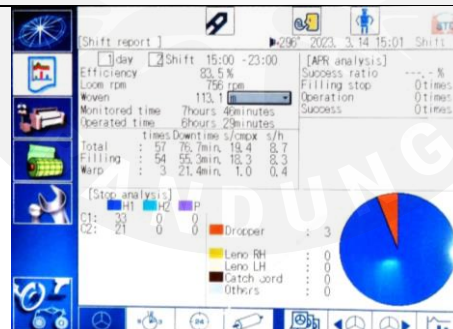 [Shift report ]
296° 2023. 3.14 15:01 Shift
1 day 2 Shift 15:00 -23:00
Efficiency 83.5 %
Loom rpm 756 rpm
Woven 113.1 m
Monitored time 7hours 46minutes
Operated time 6hours 29minutes
times Downtime s/cmpx s/h
Total : 57 76.7min. 19.4 8.7
Filling : 54 55.3min. 18.3 8.3
Warp : 3 21.4min. 1.0 0.4
[APR analysis]
Success ratio ---.- %
Filling stop 0times
Operation 0times
Success 0times
[Stop analysis]
H1 H2 P
C1: 33 0 0
C2: 21 0 0
Dropper : 3
Leno RH : 0
Leno LH : 0
Catch cord : 0
Others : 0